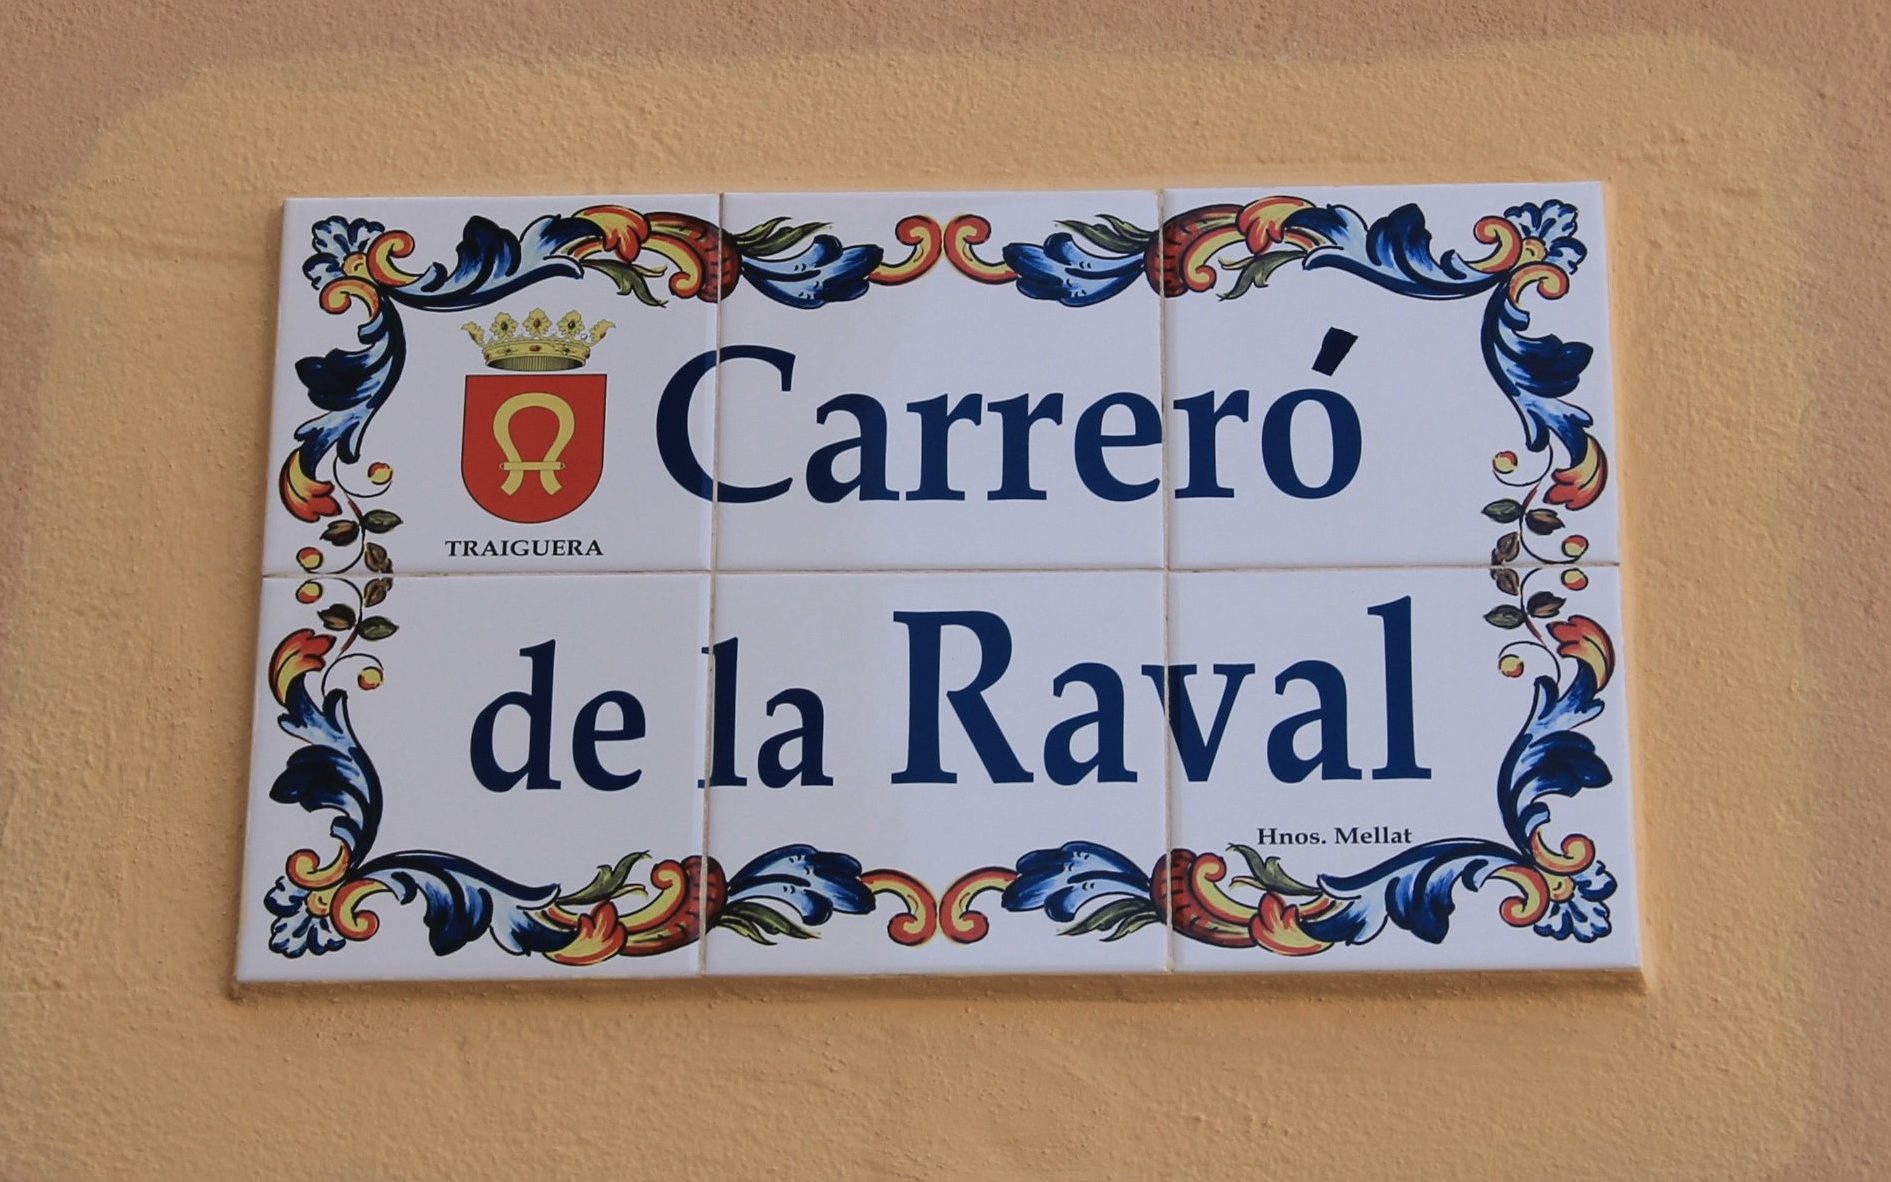 Carreró
TRAIGUERA
de la Raval
Hnos. Mellat